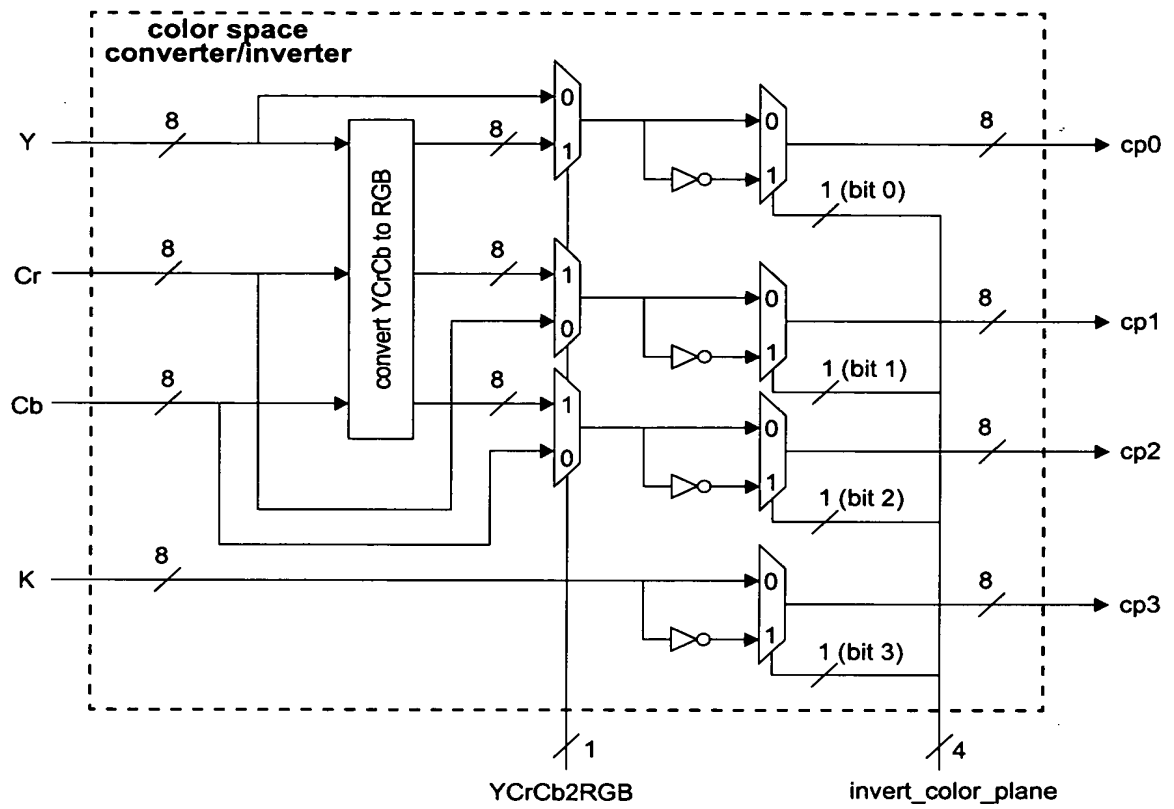 color space
converter/inverter
8
0
0
8
Y
8
1
cp0
1
1 (bit 0)
convert YCrCb to RGB
8
8
Cr
1
0
8
cp1
0
1
1 (bit 1)
8
8
Cb
1
0
8
cp2
0
1
1 (bit 2)
8
K
0
8
cp3
1
1 (bit 3)
1
4
YCrCb2RGB
invert_color_plane